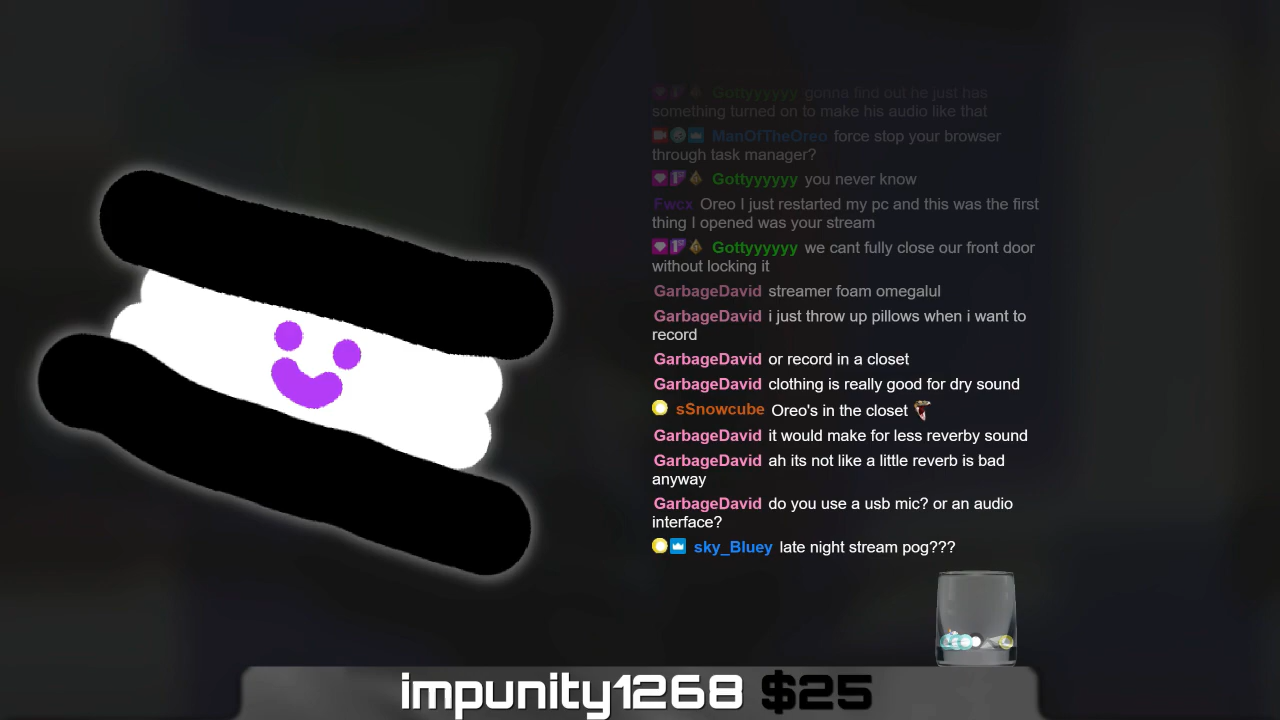 Gottyyyyyy gonna find out he just has
something turned on to make his audio like that
ManOfTheOreo force stop your browser
through task manager?
Gottyyyyyy you never know
Fwcx Oreo I just restarted my pc and this was the first
thing I opened was your stream
Gottyyyyyy we cant fully close our front door
without locking it
GarbageDavid streamer foam omegalul
GarbageDavid i just throw up pillows when i want to
record
GarbageDavid or record in a closet
GarbageDavid clothing is really good for dry sound
sSnowcube Oreo's in the closet
GarbageDavid it would make for less reverby sound
GarbageDavid ah its not like a little reverb is bad
anyway
GarbageDavid do you use a usb mic? or an audio
interface?
sky_Bluey late night stream pog???
impunity1268 $25